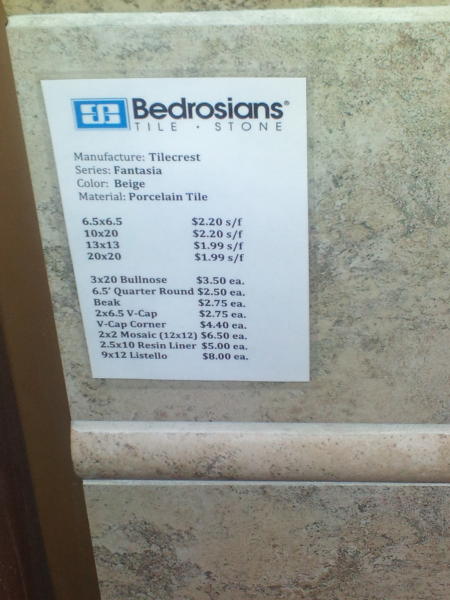 Bedrosians®
TILE · STONE
Manufacture: Tilecrest
Series: Fantasia
Color: Beige
Material: Porcelain Tile
6.5x6.5 $2.20 s/f
10x20 $2.20 s/f
13x13 $1.99 s/f
20x20 $1.99 s/f
3x20 Bullnose $3.50 ea.
6.5' Quarter Round $2.50 ea.
Beak $2.75 ea.
2x6.5 V-Cap $2.75 ea.
V-Cap Corner $4.40 ea.
2x2 Mosaic (12x12) $6.50 ea.
2.5x10 Resin Liner $5.00 ea.
9x12 Listello $8.00 ea.